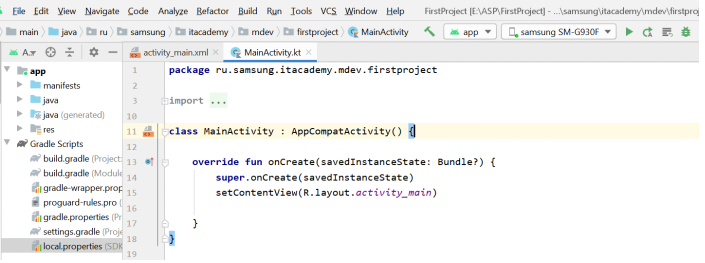 File Edit View Navigate Code Analyze Refactor Build Run Tools VCS Window Help FirstProject [E:\ASP\FirstProject] - ...\samsung\itacademy\mdev\firstproj
main java ru samsung itacademy mdev firstproject MainActivity app samsung SM-G930F
A.. activity_main.xml MainActivity.kt
app
manifests
java
java (generated)
res
Gradle Scripts
build.gradle (Project:
build.gradle (Module
gradle-wrapper.prop
proguard-rules.pro (
gradle.properties (Pr
settings.gradle (Proj
local.properties (SDK
1 package ru.samsung.itacademy.mdev.firstproject
2
3 import ...
10
11 class MainActivity : AppCompatActivity() {
12
13 override fun onCreate(savedInstanceState: Bundle?) {
14 super.onCreate(savedInstanceState)
15 setContentView(R.layout.activity_main)
16
17 }
18 }
19